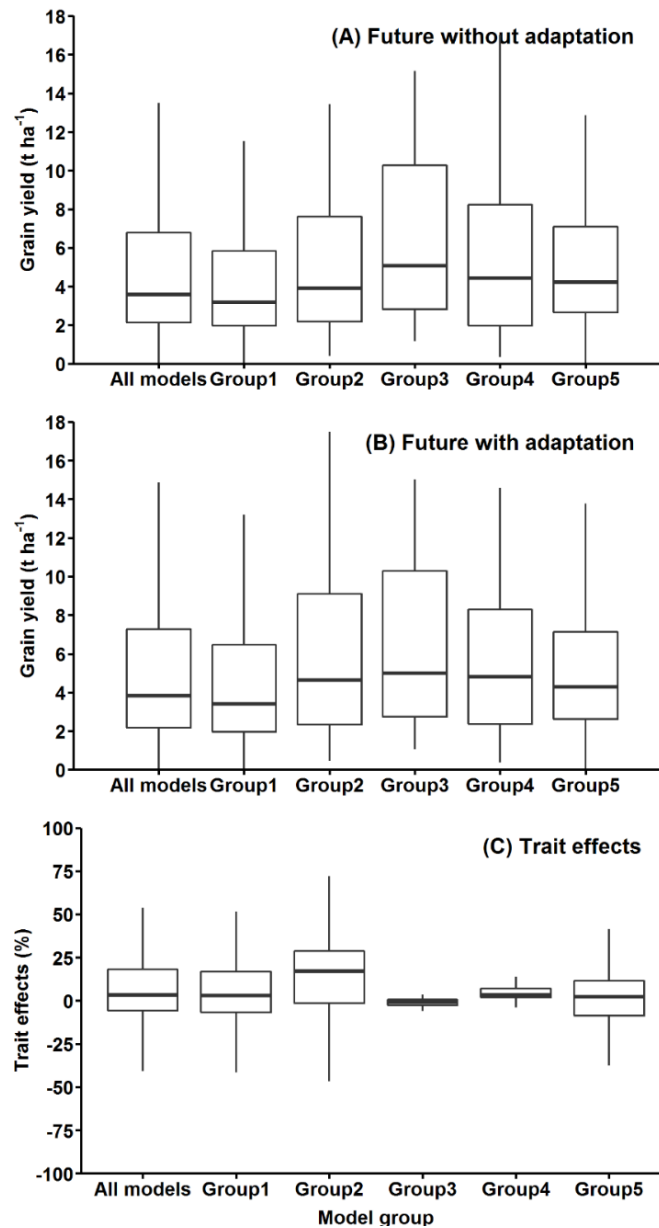 (A) Future without adaptation
Grain yield (t ha⁻¹)
18
16
14
12
10
8
6
4
2
0
All models Group1 Group2 Group3 Group4 Group5
(B) Future with adaptation
Grain yield (t ha⁻¹)
18
16
14
12
10
8
6
4
2
0
All models Group1 Group2 Group3 Group4 Group5
(C) Trait effects
Trait effects (%)
100
75
50
25
0
-25
-50
-75
-100
All models Group1 Group2 Group3 Group4 Group5
Model group